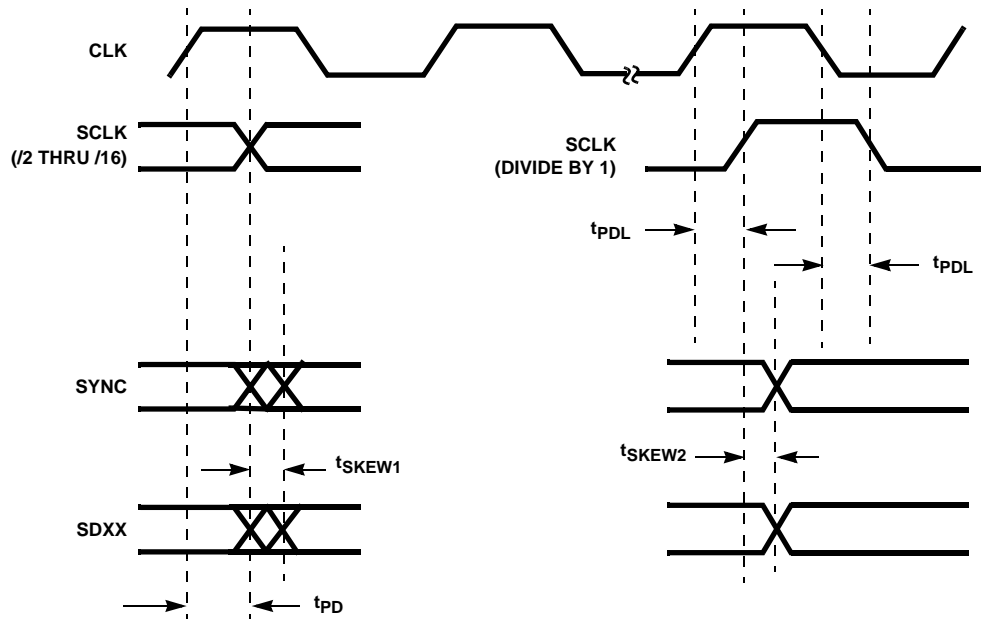 CLK
SCLK
(/2 THRU /16)
SCLK
(DIVIDE BY 1)
tPDL
tPDL
SYNC
tSKEW1
tSKEW2
SDXX
tPD